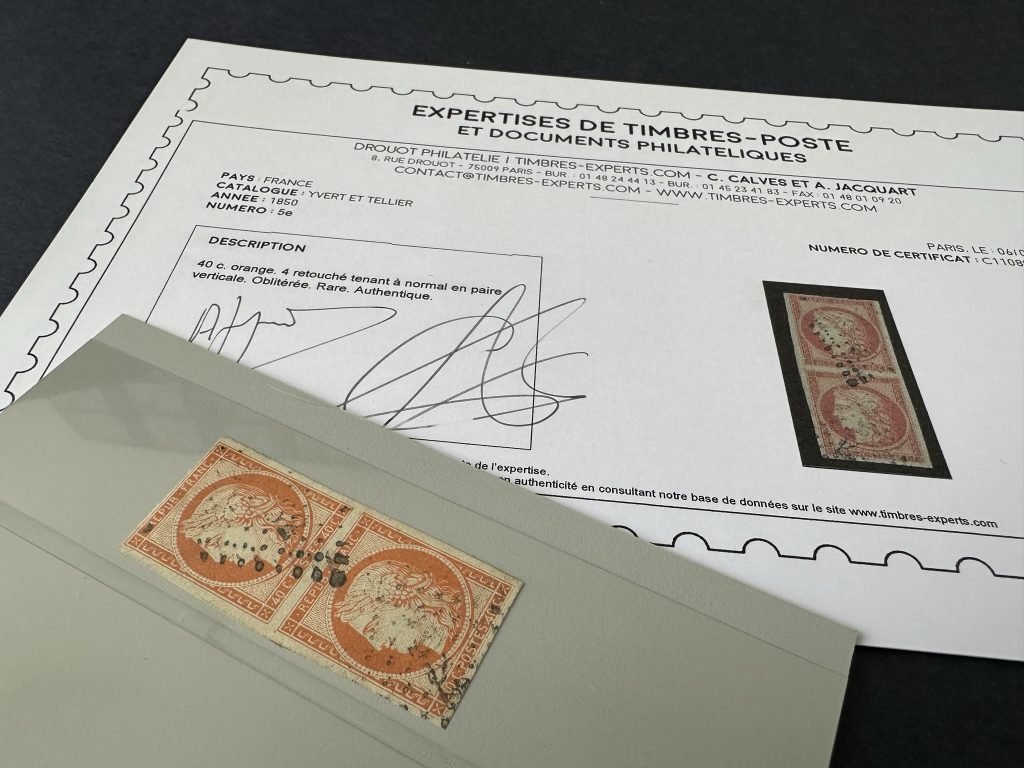 EXPERTISES DE TIMBRES-POSTE
ET DOCUMENTS PHILATELIQUES
DROUOT PHILATELIE | TIMBRES-EXPERTS.COM - C. CALVES ET A. JACQUART
8, RUE DROUOT - 75009 PARIS - BUR : 01 48 24 44 13 - BUR. : 01 45 23 41 83 - FAX : 01 48 01 09 20
CONTACT@TIMBRES-EXPERTS.COM - WWW.TIMBRES-EXPERTS.COM
PAYS : FRANCE
CATALOGUE : YVERT ET TELLIER
ANNEE : 1850
NUMERO : 5e
PARIS, LE :
NUMERO DE CERTIFICAT :
DESCRIPTION
40 c. orange. 4 retouché tenant à normal en paire
verticale. Oblitérée. Rare. Authentique.
de l'expertise.
authenticité en consultant notre base de données sur le site www.timbres-experts.com
REPUB FRANC
40 C